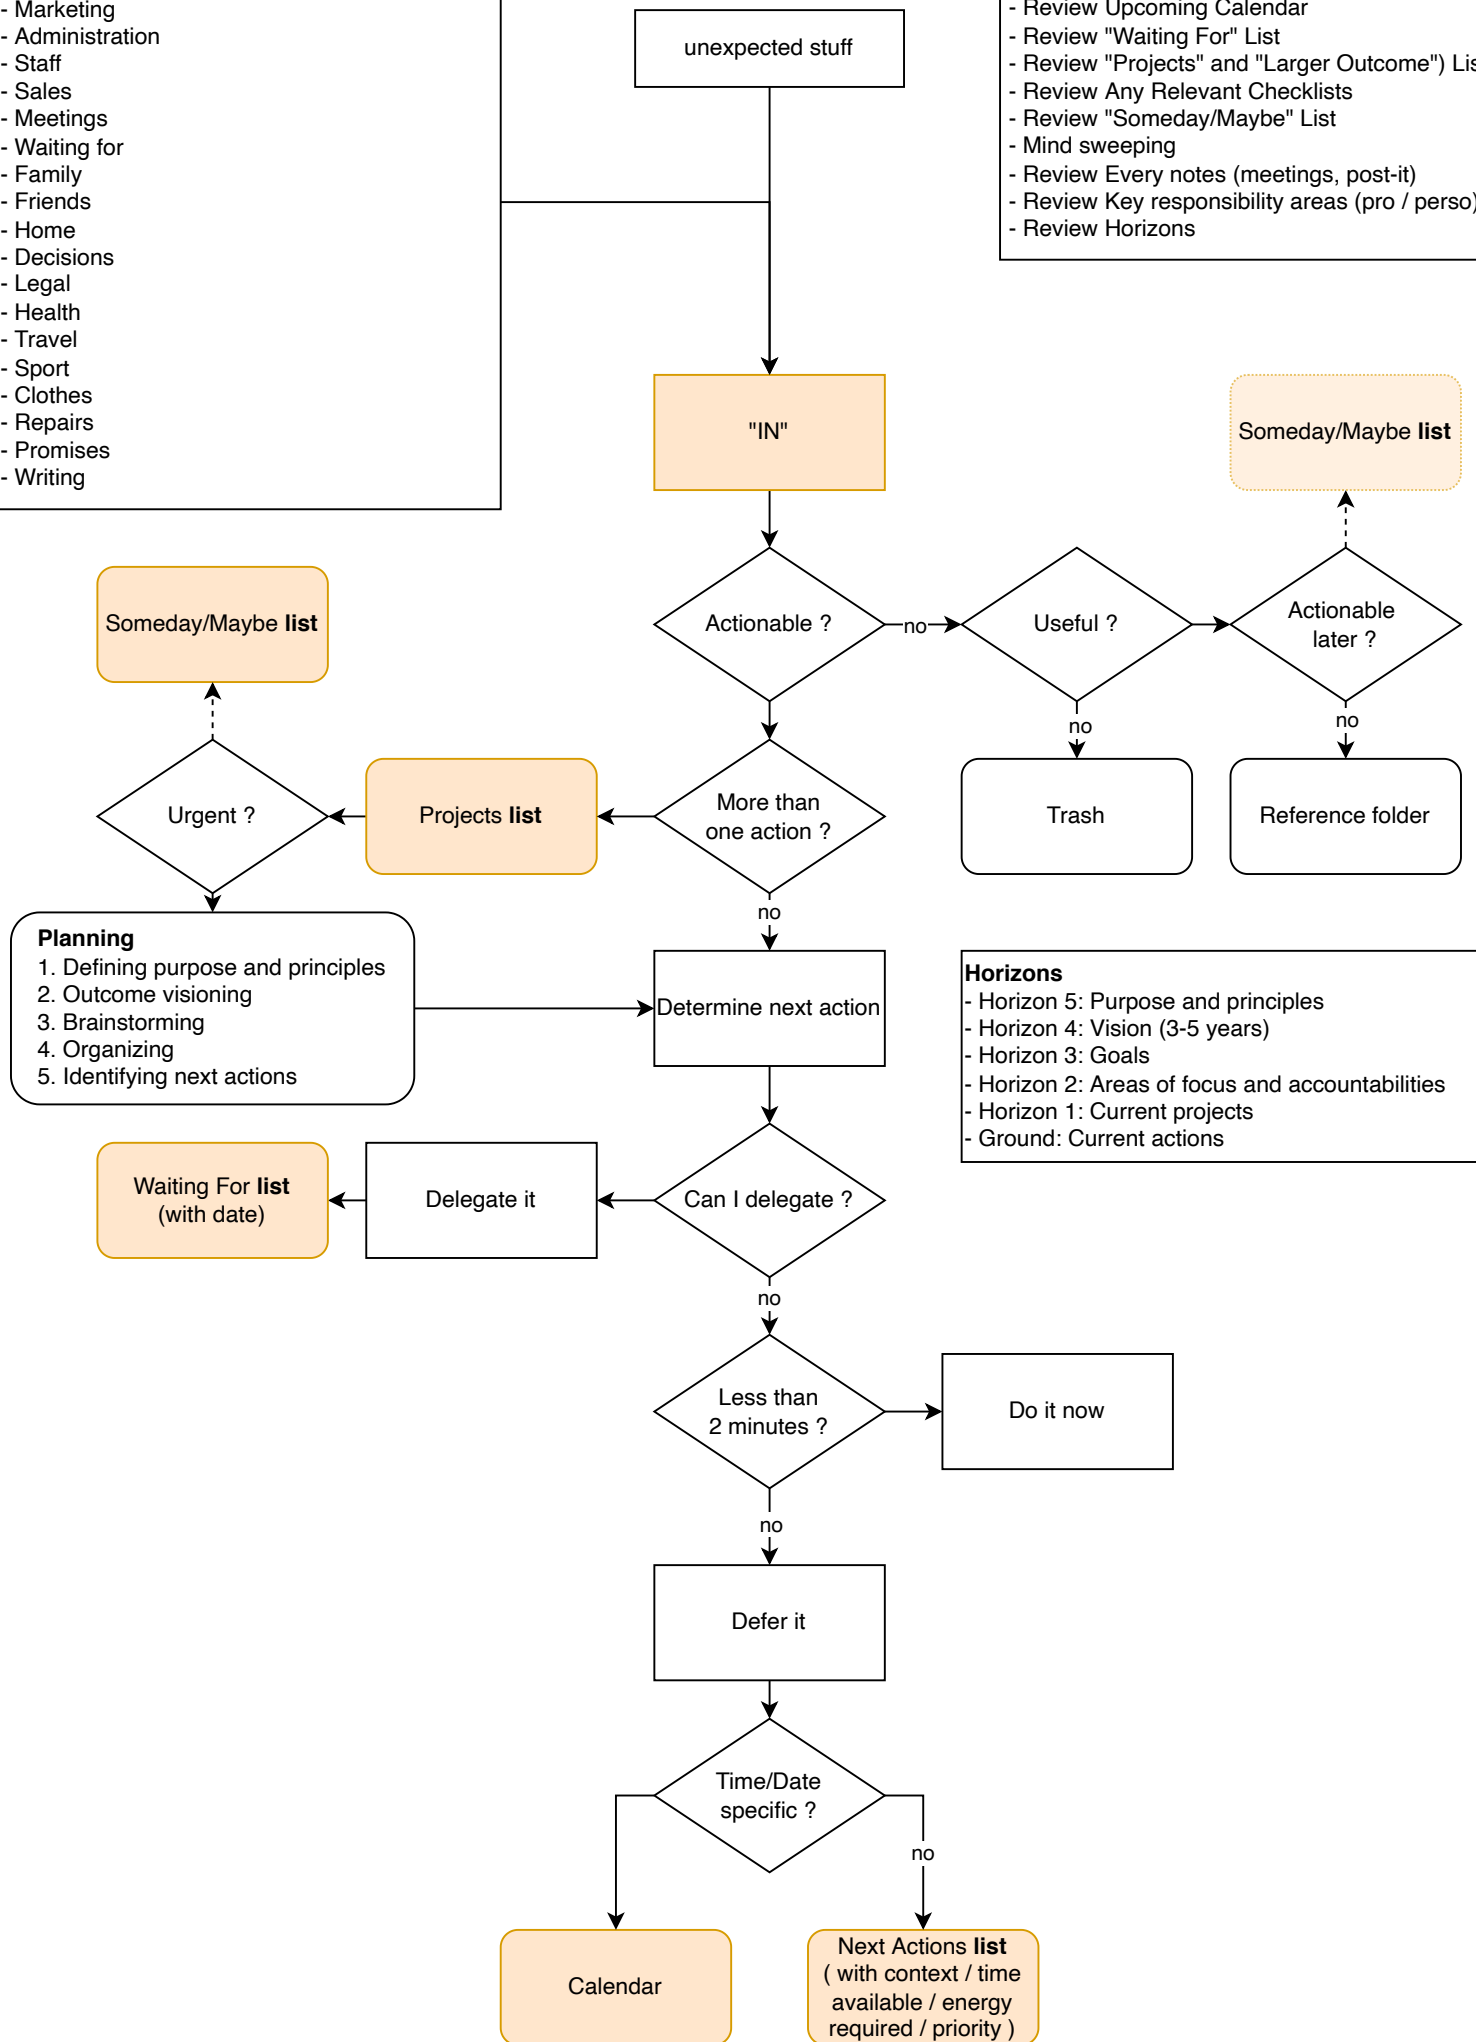 - Marketing
- Administration
- Staff
- Sales
- Meetings
- Waiting for
- Family
- Friends
- Home
- Decisions
- Legal
- Health
- Travel
- Sport
- Clothes
- Repairs
- Promises
- Writing
unexpected stuff
- Review Upcoming Calendar
- Review "Waiting For" List
- Review "Projects" and "Larger Outcome")
- Review Any Relevant Checklists
- Review "Someday/Maybe" List
- Mind sweeping
- Review Every notes (meetings, post-it)
- Review Key responsibility areas (pro / perso)
- Review Horizons
"IN"
Someday/Maybe list
Someday/Maybe list
Actionable ?
no
Useful ?
Actionable
later ?
no
no
Urgent ?
Projects list
More than
one action ?
Trash
Reference folder
no
Planning
1. Defining purpose and principles
2. Outcome visioning
3. Brainstorming
4. Organizing
5. Identifying next actions
Determine next action
Horizons
- Horizon 5: Purpose and principles
- Horizon 4: Vision (3-5 years)
- Horizon 3: Goals
- Horizon 2: Areas of focus and accountabilities
- Horizon 1: Current projects
- Ground: Current actions
Waiting For list
(with date)
Delegate it
Can I delegate ?
no
Less than
2 minutes ?
Do it now
no
Defer it
Time/Date
specific ?
no
Calendar
Next Actions list
( with context / time
available / energy
required / priority )